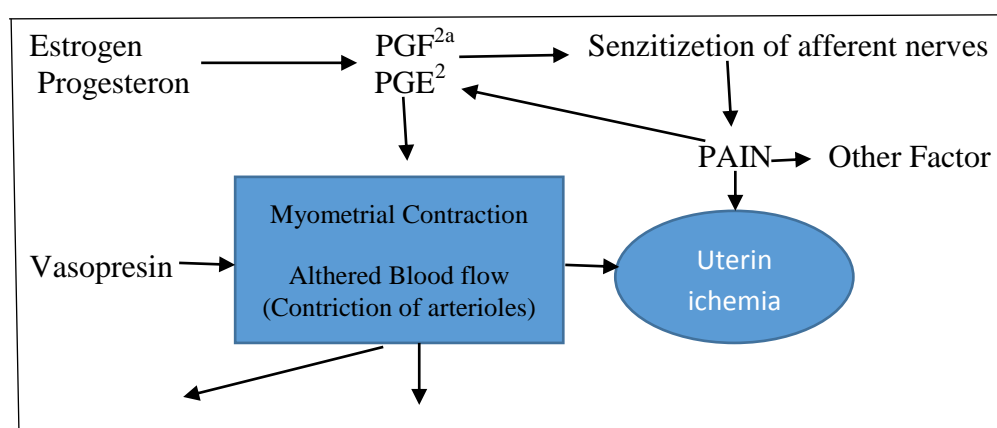 Estrogen
Progesteron
PGF2a
PGE2
Senzitizetion of afferent nerves
PAIN
Other Factor
Myometrial Contraction
Vasopresin
Althered Blood flow
(Contriction of arterioles)
Uterin
ichemia